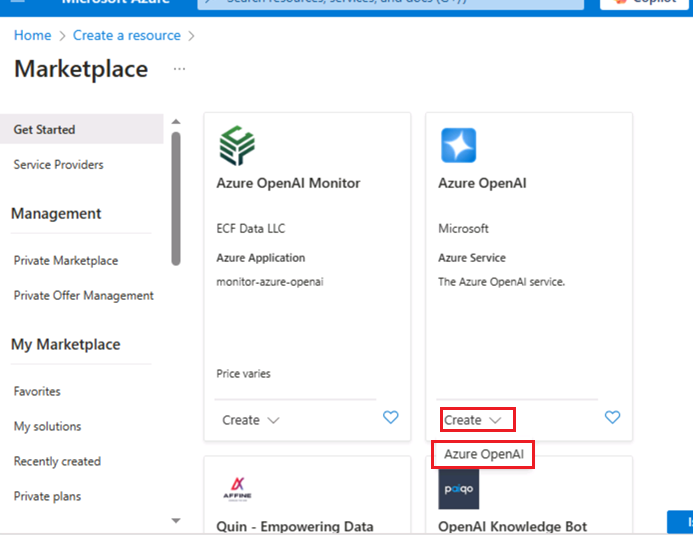 Microsoft Azure
Search resources, services, and docs (G+/)
Copilot
Home > Create a resource >
Marketplace ...
Get Started
Service Providers
Management
Private Marketplace
Private Offer Management
My Marketplace
Favorites
My solutions
Recently created
Private plans
Azure OpenAI Monitor
ECF Data LLC
Azure Application
monitor-azure-openai
Price varies
Create
Azure OpenAI
Microsoft
Azure Service
The Azure OpenAI service.
Create
Azure OpenAI
AFFINE
Quin - Empowering Data
paiqo
OpenAI Knowledge Bot